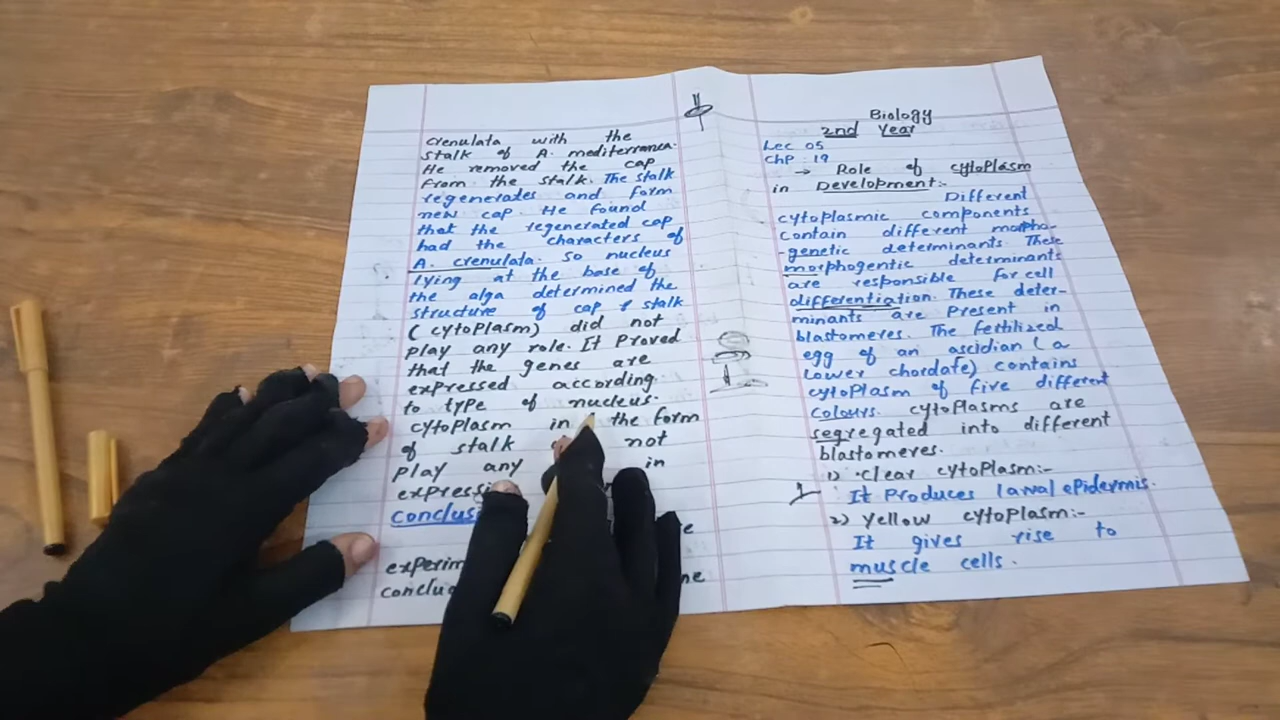 crenulata with the
stalk of A. mediterranea.
He removed the cap
from the stalk. The stalk
regenerates and form
new cap. He found
that the regenerated cap
had the characters of
A. crenulata. so nucleus
lying at the base of
the alga determined the
structure of cap & stalk
(cytoplasm) did not
play any role. It proved
that the genes are
expressed according
to type of nucleus.
cytoplasm in the form
of stalk not
play any in
expressi
conclus
e
experim
conclud ne
Biology
2nd Year
Lec 05
Chp : 19
→ Role of cytoplasm
in Development:-
Different
cytoplasmic components
contain different morpho-
-genetic determinants. These
morphogentic determinants
are responsible for cell
differentiation. These deter-
minants are present in
blastomeres. The fertilized
egg of an ascidian (a
lower chordate) contains
cytoplasm of five different
colours. cytoplasms are
segregated into different
blastomeres.
1) clear cytoplasm:-
It produces larval epidermis.
2) Yellow cytoplasm:-
It gives rise to
muscle cells.